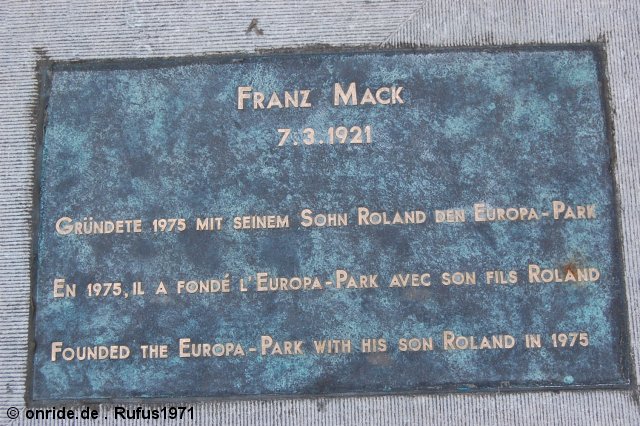 Franz Mack
7.3.1921
Gründete 1975 mit seinem Sohn Roland den Europa-Park
En 1975, il a fondé l'Europa-Park avec son fils Roland
Founded the Europa-Park with his son Roland in 1975
© onride.de . Rufus1971